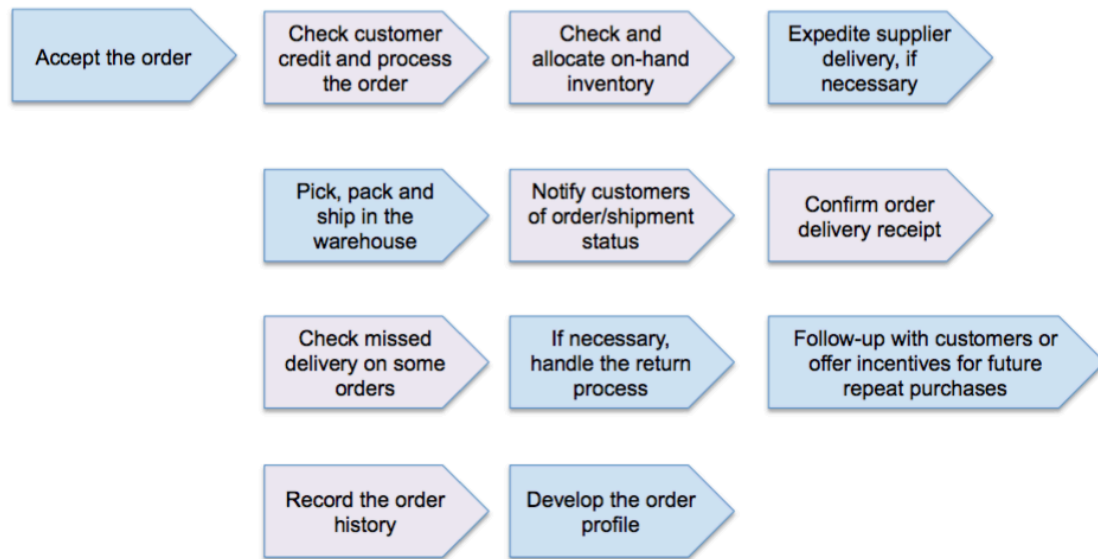 Accept the order
Check customer
credit and process
the order
Check and
allocate on-hand
inventory
Expedite supplier
delivery, if
necessary
Pick, pack and
ship in the
warehouse
Notify customers
of order/shipment
status
Confirm order
delivery receipt
Check missed
delivery on some
orders
If necessary,
handle the return
process
Follow-up with customers or
offer incentives for future
repeat purchases
Record the order
history
Develop the order
profile